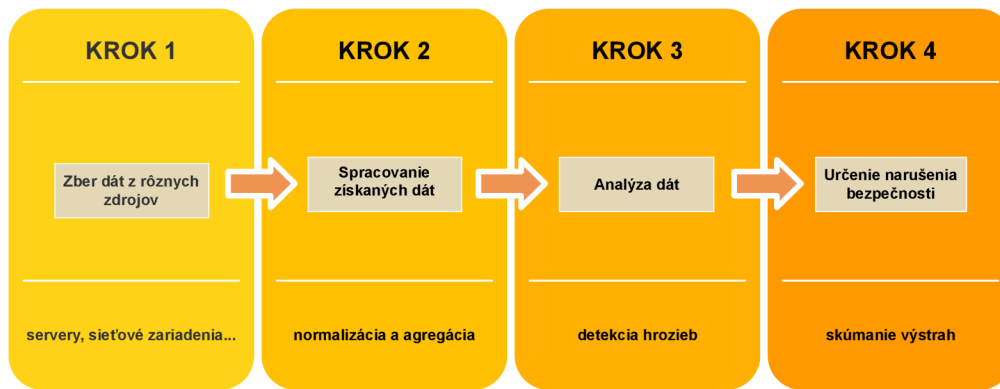 KROK 1
Zber dát z rôznych
zdrojov
servery, sieťové zariadenia...
KROK 2
Spracovanie
získaných dát
normalizácia a agregácia
KROK 3
Analýza dát
detekcia hrozieb
KROK 4
Určenie narušenia
bezpečnosti
skúmanie výstrah